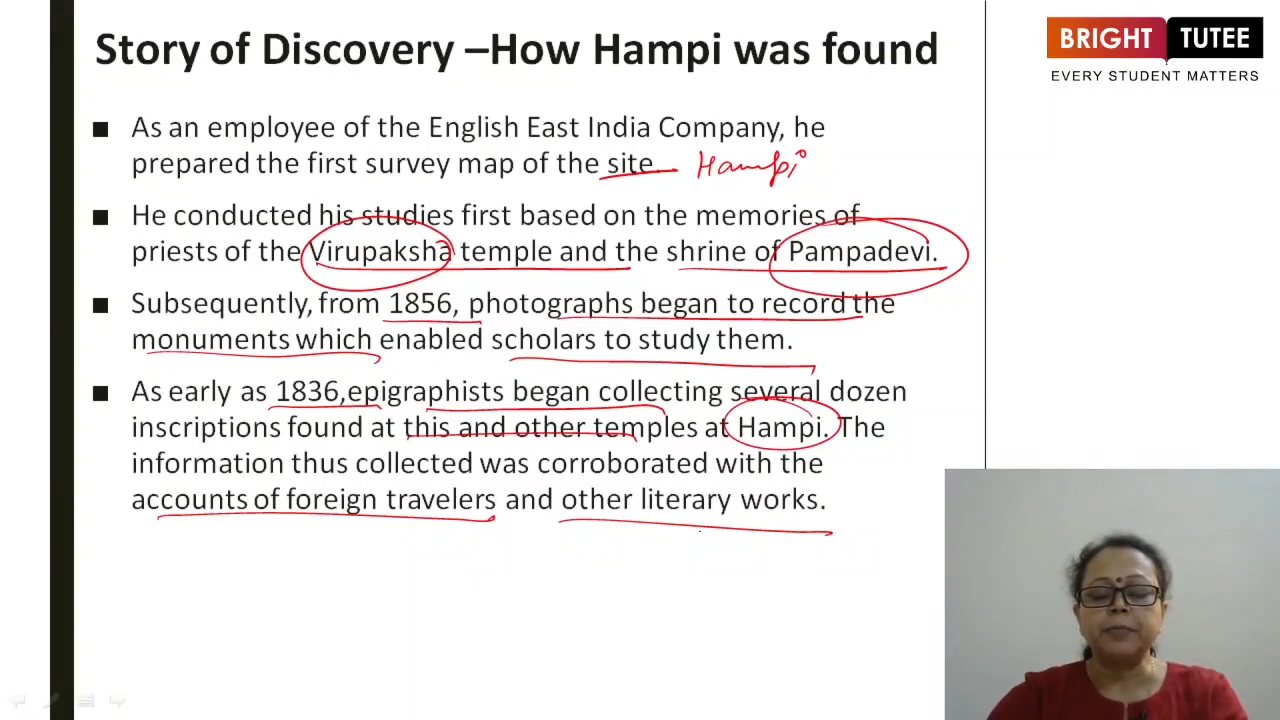 Story of Discovery –How Hampi was found
BRIGHT TUTEE
EVERY STUDENT MATTERS
■ As an employee of the English East India Company, he
prepared the first survey map of the site. Hampi
■ He conducted his studies first based on the memories of
priests of the Virupaksha temple and the shrine of Pampadevi.
■ Subsequently, from 1856, photographs began to record the
monuments which enabled scholars to study them.
■ As early as 1836,epigraphists began collecting several dozen
inscriptions found at this and other temples at Hampi. The
information thus collected was corroborated with the
accounts of foreign travelers and other literary works.